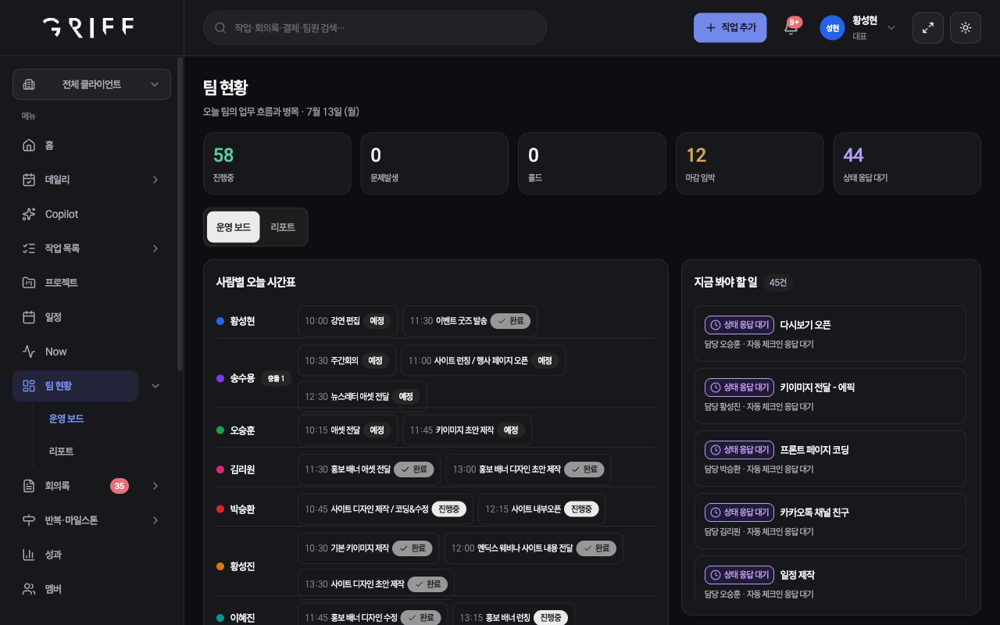 GRIFF
작업·회의록·결제·팀원 검색…
작업 추가
9+
성현
황성현
대표
전체 클라이언트
메뉴
홈
데일리
Copilot
작업 목록
프로젝트
일정
Now
팀 현황
운영 보드
리포트
회의록 35
반복·마일스톤
성과
멤버
팀 현황
오늘 팀의 업무 흐름과 병목 · 7월 13일 (월)
58
진행중
0
문제발생
0
홀드
12
마감 임박
44
상태 응답 대기
운영 보드
리포트
사람별 오늘 시간표
황성현
10:00 강연 편집 예정
11:30 이벤트 굿즈 발송 완료
송수용 충돌 1
10:30 주간회의 예정
11:00 사이트 런칭 / 행사 페이지 오픈 예정
12:30 뉴스레터 애셋 전달 예정
오승훈
10:15 애셋 전달 예정
11:45 키이미지 초안 제작 예정
김리원
11:30 홍보 배너 애셋 전달 완료
13:00 홍보 배너 디자인 초안 제작 완료
박승환
10:45 사이트 디자인 제작 / 코딩&수정 진행중
12:15 사이트 내부오픈 진행중
황성진
10:30 기본 키이미지 제작 완료
12:00 멘딕스 웨비나 사이트 내용 전달 완료
13:30 사이트 디자인 초안 제작 완료
이혜진
11:45 홍보 배너 디자인 수정 완료
13:15 홍보 배너 런칭 진행중
지금 봐야 할 일 45건
상태 응답 대기 다시보기 오픈
담당 오승훈 · 자동 체크인 응답 대기
상태 응답 대기 키이미지 전달 - 에픽
담당 황성진 · 자동 체크인 응답 대기
상태 응답 대기 프론트 페이지 코딩
담당 박승환 · 자동 체크인 응답 대기
상태 응답 대기 카카오톡 채널 친구
담당 김리원 · 자동 체크인 응답 대기
상태 응답 대기 일정 제작
담당 오승훈 · 자동 체크인 응답 대기